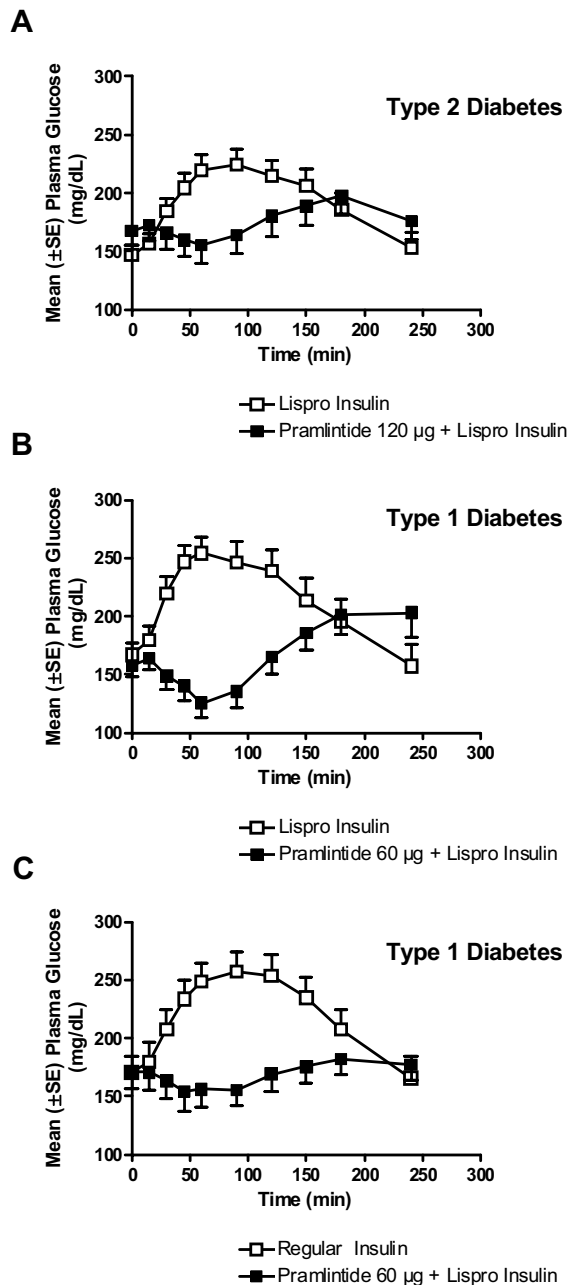 A
Type 2 Diabetes
Mean (±SE) Plasma Glucose
(mg/dL)
300
250
200
150
100
0 50 100 150 200 250 300
Time (min)
Lispro Insulin
Pramlintide 120 µg + Lispro Insulin
B
Type 1 Diabetes
Mean (±SE) Plasma Glucose
(mg/dL)
300
250
200
150
100
0 50 100 150 200 250 300
Time (min)
Lispro Insulin
Pramlintide 60 µg + Lispro Insulin
C
Type 1 Diabetes
Mean (±SE) Plasma Glucose
(mg/dL)
300
250
200
150
100
0 50 100 150 200 250 300
Time (min)
Regular Insulin
Pramlintide 60 µg + Lispro Insulin